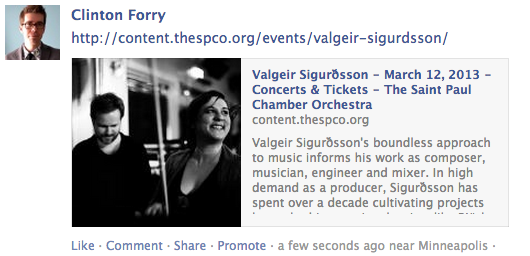 Clinton Forry
http://content.thespco.org/events/valgeir-sigurdsson/
Valgeir Sigurðsson – March 12, 2013 –
Concerts & Tickets – The Saint Paul
Chamber Orchestra
content.thespco.org
Valgeir Sigurðsson's boundless approach
to music informs his work as composer,
musician, engineer and mixer. In high
demand as a producer, Sigurðsson has
spent over a decade cultivating projects
Like · Comment · Share · Promote · a few seconds ago near Minneapolis ·